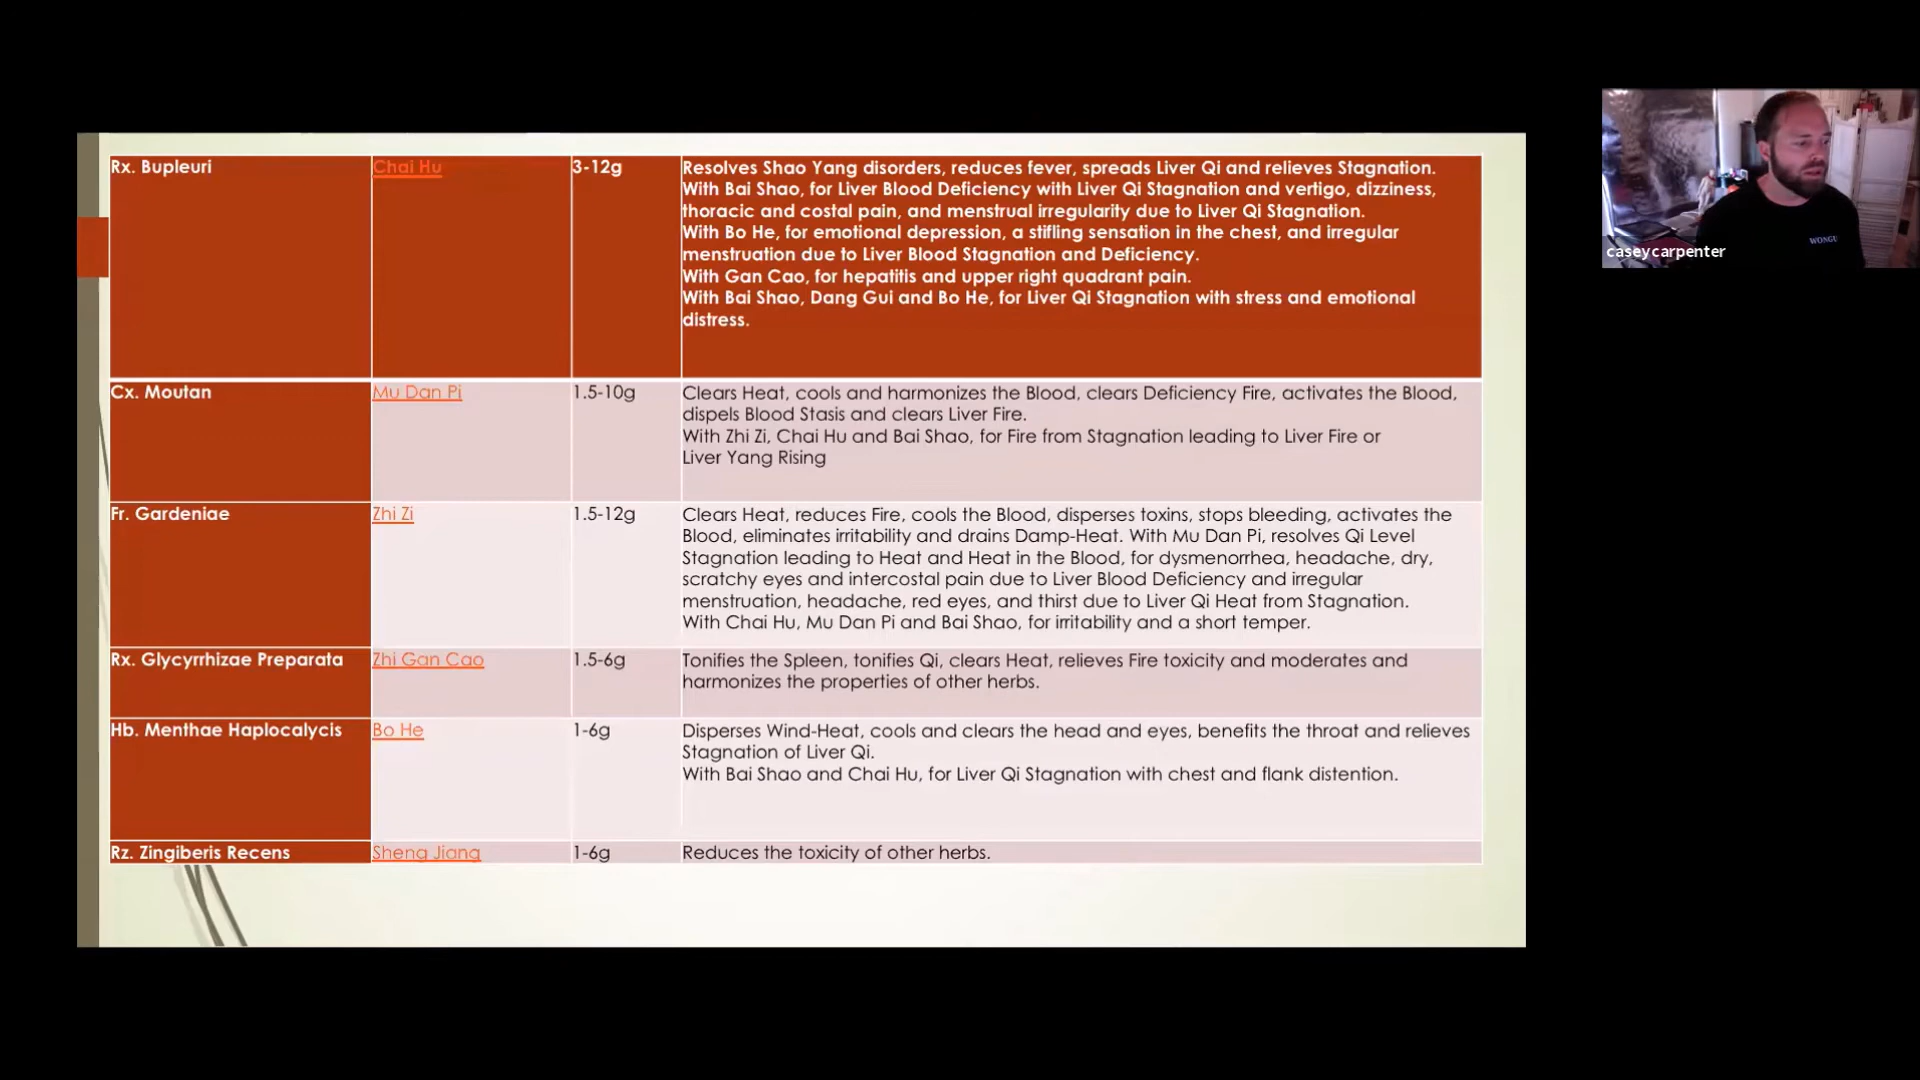 Rx. Bupleuri
Chai Hu
3-12g
Resolves Shao Yang disorders, reduces fever, spreads Liver Qi and relieves Stagnation.
With Bai Shao, for Liver Blood Deficiency with Liver Qi Stagnation and vertigo, dizziness,
thoracic and costal pain, and menstrual irregularity due to Liver Qi Stagnation.
With Bo He, for emotional depression, a stifling sensation in the chest, and irregular
menstruation due to Liver Blood Stagnation and Deficiency.
With Gan Cao, for hepatitis and upper right quadrant pain.
With Bai Shao, Dang Gui and Bo He, for Liver Qi Stagnation with stress and emotional
distress.
Cx. Moutan
Mu Dan Pi
1.5-10g
Clears Heat, cools and harmonizes the Blood, clears Deficiency Fire, activates the Blood,
dispels Blood Stasis and clears Liver Fire.
With Zhi Zi, Chai Hu and Bai Shao, for Fire from Stagnation leading to Liver Fire or
Liver Yang Rising
Fr. Gardeniae
Zhi Zi
1.5-12g
Clears Heat, reduces Fire, cools the Blood, disperses toxins, stops bleeding, activates the
Blood, eliminates irritability and drains Damp-Heat. With Mu Dan Pi, resolves Qi Level
Stagnation leading to Heat and Heat in the Blood, for dysmenorrhea, headache, dry,
scratchy eyes and intercostal pain due to Liver Blood Deficiency and irregular
menstruation, headache, red eyes, and thirst due to Liver Qi Heat from Stagnation.
With Chai Hu, Mu Dan Pi and Bai Shao, for irritability and a short temper.
Rx. Glycyrrhizae Preparata
Zhi Gan Cao
1.5-6g
Tonifies the Spleen, tonifies Qi, clears Heat, relieves Fire toxicity and moderates and
harmonizes the properties of other herbs.
Hb. Menthae Haplocalycis
Bo He
1-6g
Disperses Wind-Heat, cools and clears the head and eyes, benefits the throat and relieves
Stagnation of Liver Qi.
With Bai Shao and Chai Hu, for Liver Qi Stagnation with chest and flank distention.
Rz. Zingiberis Recens
Sheng Jiang
1-6g
Reduces the toxicity of other herbs.
WONGU
caseycarpenter